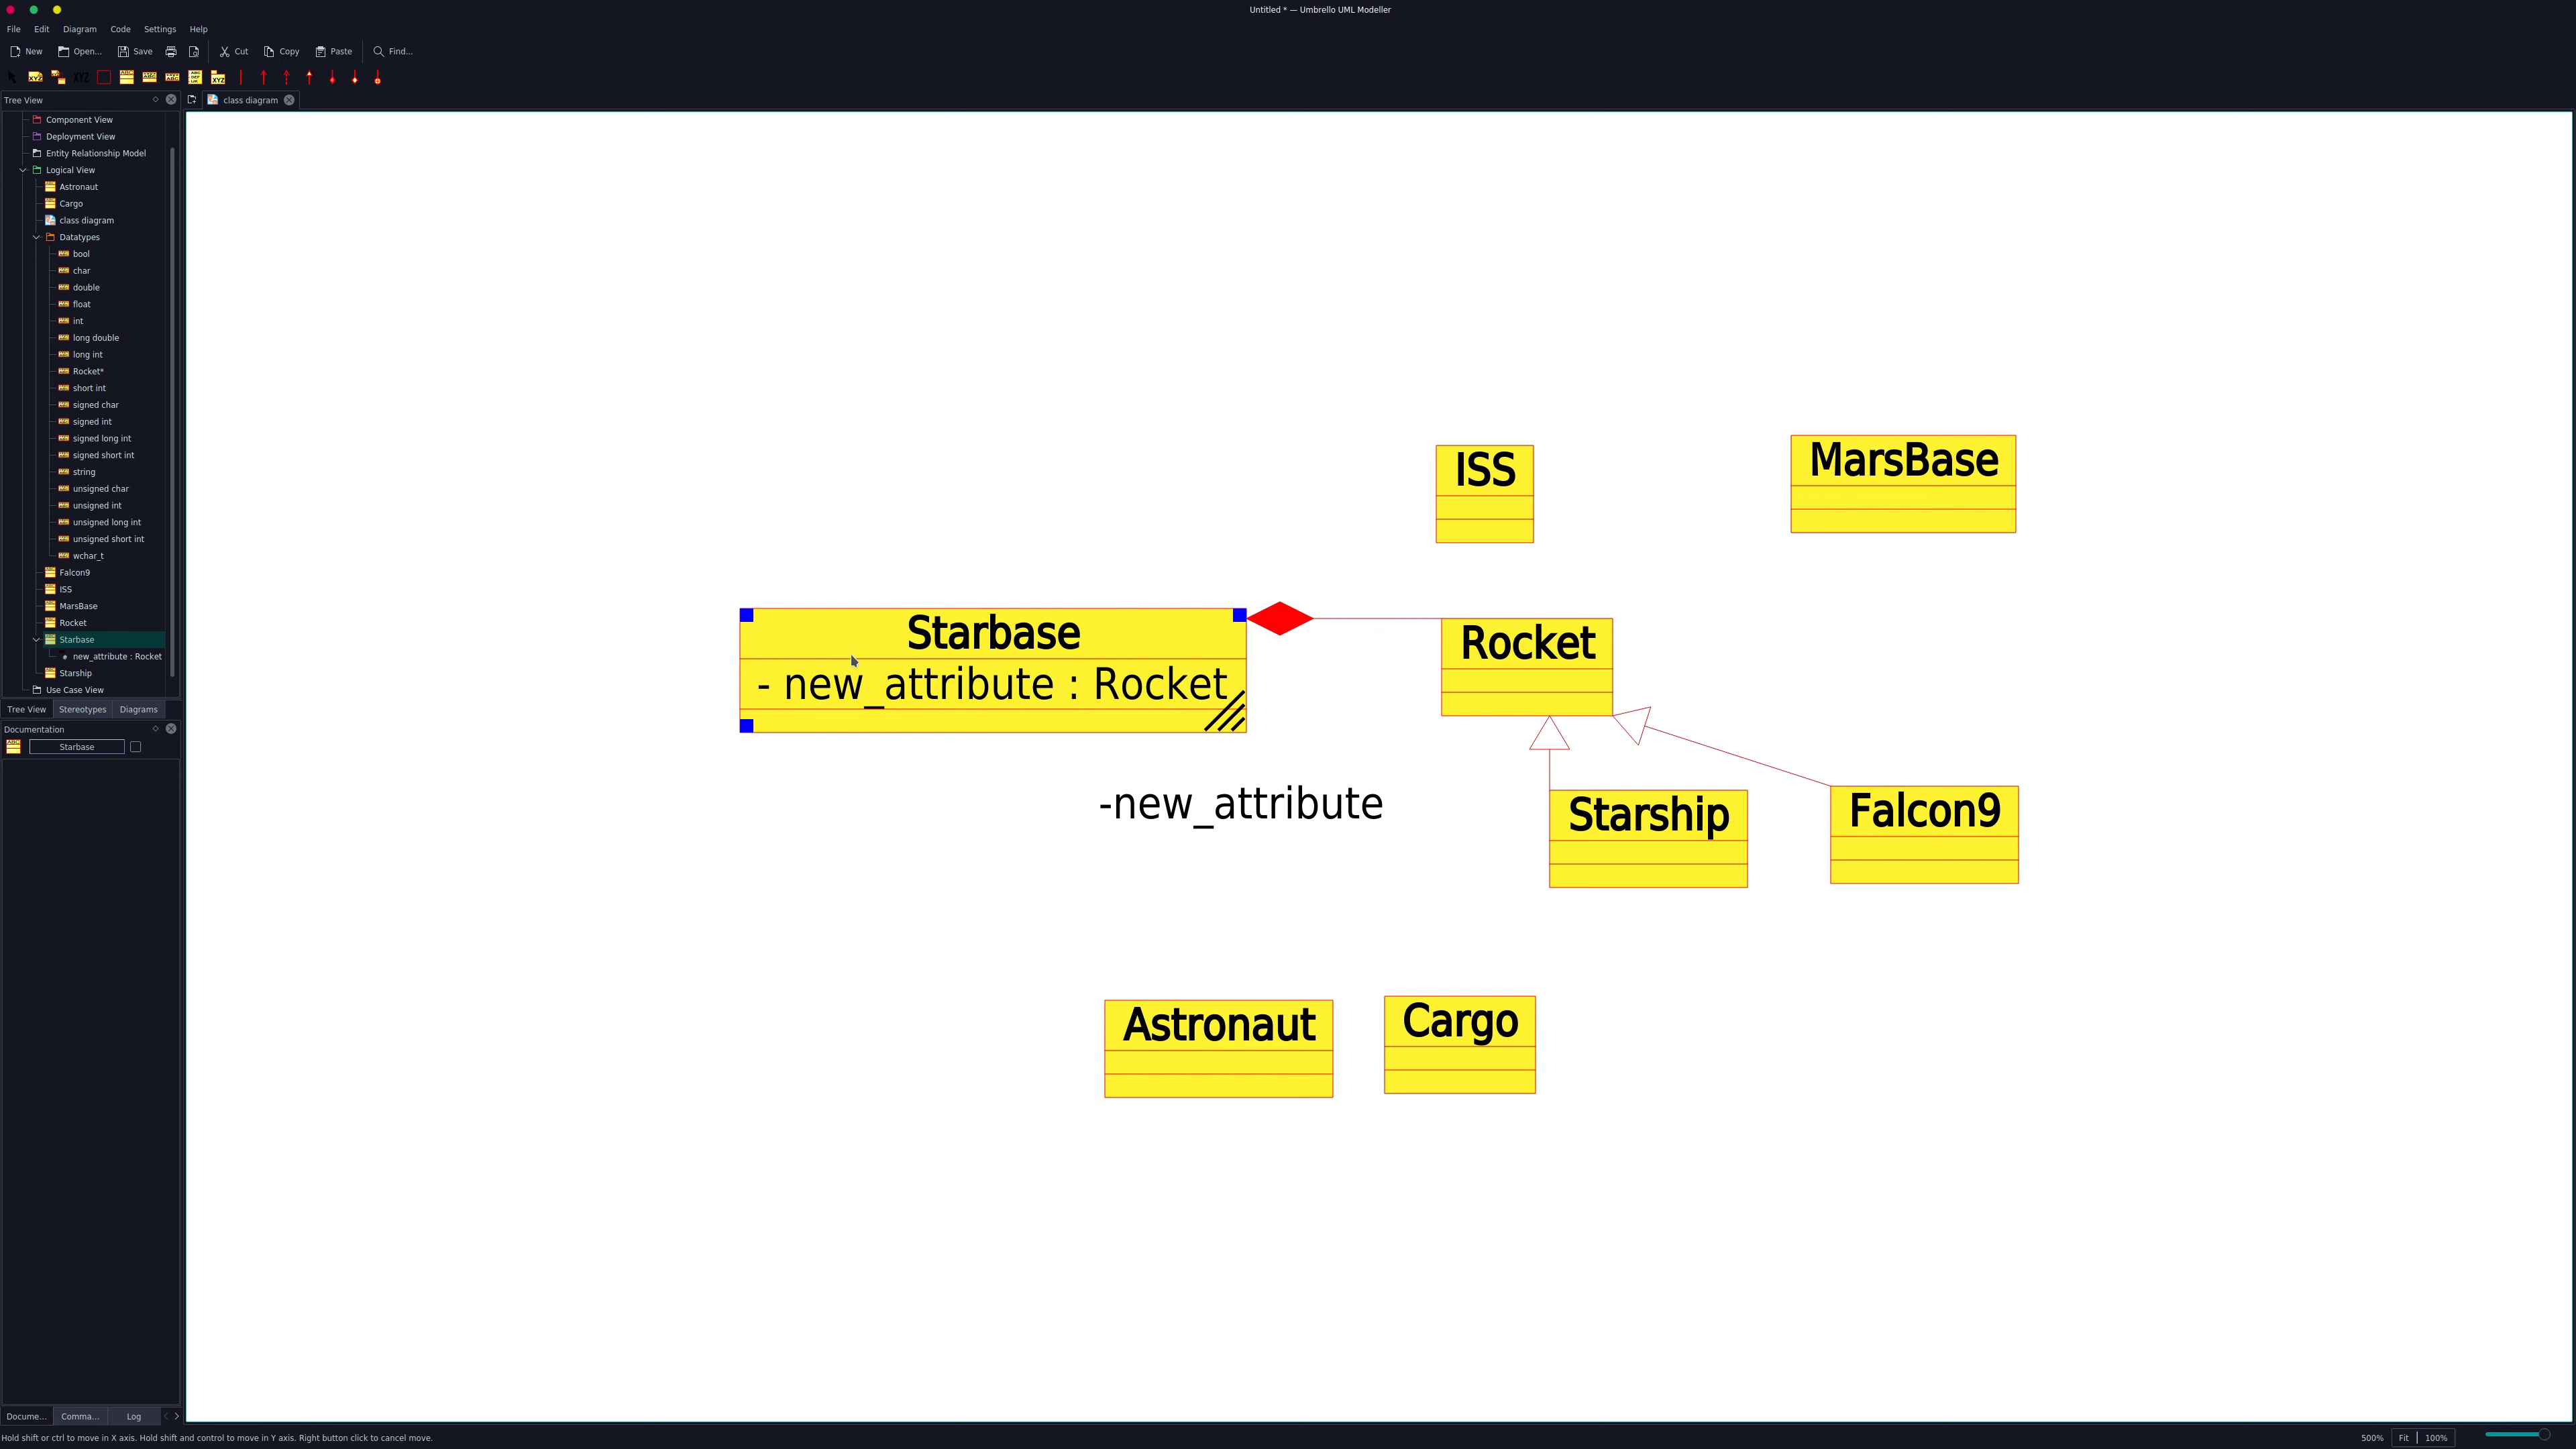 Untitled * — Umbrello UML Modeller
File Edit Diagram Code Settings Help
New Open... Save Cut Copy Paste Find...
XYZ XYZ
Tree View
class diagram
Component View
Deployment View
Entity Relationship Model
Logical View
Astronaut
Cargo
class diagram
Datatypes
bool
char
double
float
int
long double
long int
Rocket*
short int
signed char
signed int
signed long int
signed short int
string
unsigned char
unsigned int
unsigned long int
unsigned short int
wchar_t
Falcon9
ISS
MarsBase
Rocket
Starbase
new_attribute : Rocket
Starship
Use Case View
Tree View Stereotypes Diagrams
Documentation
Starbase
Docume... Comma... Log
ISS
MarsBase
Starbase
- new_attribute : Rocket
Rocket
-new_attribute
Starship
Falcon9
Astronaut
Cargo
Hold shift or ctrl to move in X axis. Hold shift and control to move in Y axis. Right button click to cancel move.
500% Fit 100%